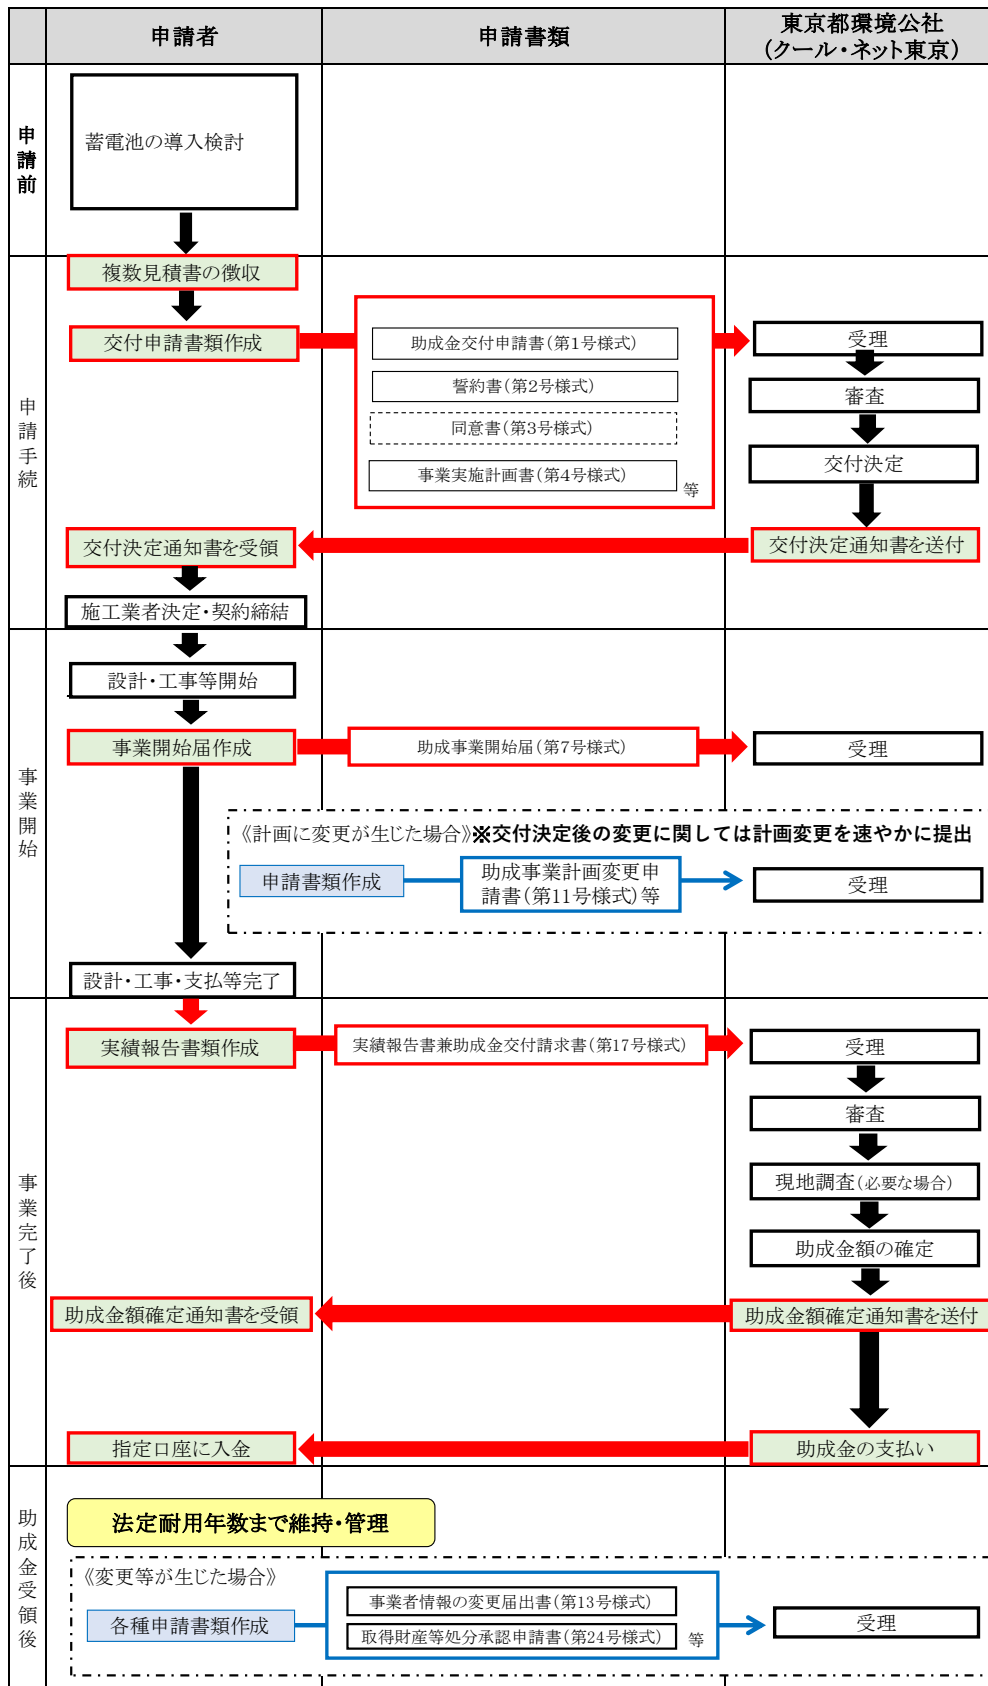 申請者
申請書類
東京都環境公社
(クール・ネット東京)
申請前
蓄電池の導入検討
申請手続
複数見積書の徴収
交付申請書類作成
助成金交付申請書(第1号様式)
誓約書(第2号様式)
同意書(第3号様式)
事業実施計画書(第4号様式)
等
受理
審査
交付決定
交付決定通知書を送付
交付決定通知書を受領
施工業者決定・契約締結
事業開始
設計・工事等開始
事業開始届作成
助成事業開始届(第7号様式)
受理
《計画に変更が生じた場合》※交付決定後の変更に関しては計画変更を速やかに提出
申請書類作成
助成事業計画変更申
請書(第11号様式)等
受理
設計・工事・支払等完了
事業完了後
実績報告書類作成
実績報告書兼助成金交付請求書(第17号様式)
受理
審査
現地調査(必要な場合)
助成金額の確定
助成金額確定通知書を送付
助成金額確定通知書を受領
助成金の支払い
指定口座に入金
助成金受領後
法定耐用年数まで維持・管理
《変更等が生じた場合》
各種申請書類作成
事業者情報の変更届出書(第13号様式)
取得財産等処分承認申請書(第24号様式)
等
受理